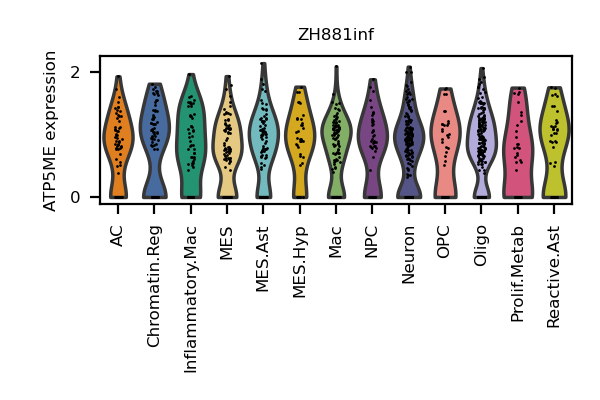 ZH881inf
ATP5ME expression
2
0
AC
Chromatin.Reg
Inflammatory.Mac
MES
MES.Ast
MES.Hyp
Mac
NPC
Neuron
OPC
Oligo
Prolif.Metab
Reactive.Ast